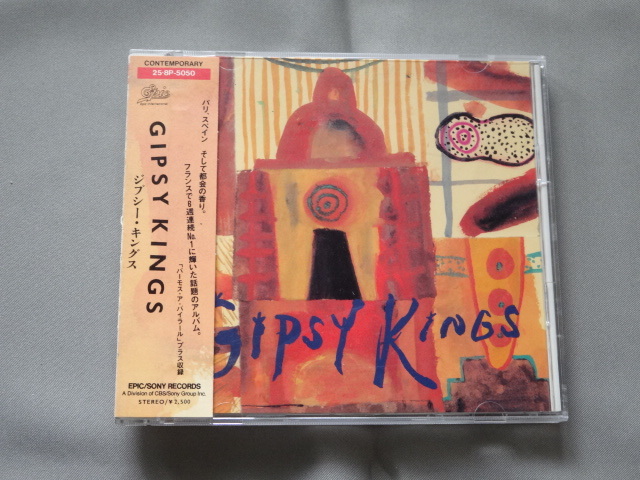 CONTEMPORARY
25·8P-5050
Epic
GIPSY KINGS
ジプシー・キングス
パリ、スペイン そして都会の香り。
フランスで8週連続No.1に輝いた話題のアルバム。
「バーモス・ア・バイラール」プラス収録
EPIC/SONY RECORDS
A Division of CBS/Sony Group Inc.
STEREO/¥2,500
GIPSY KINGS